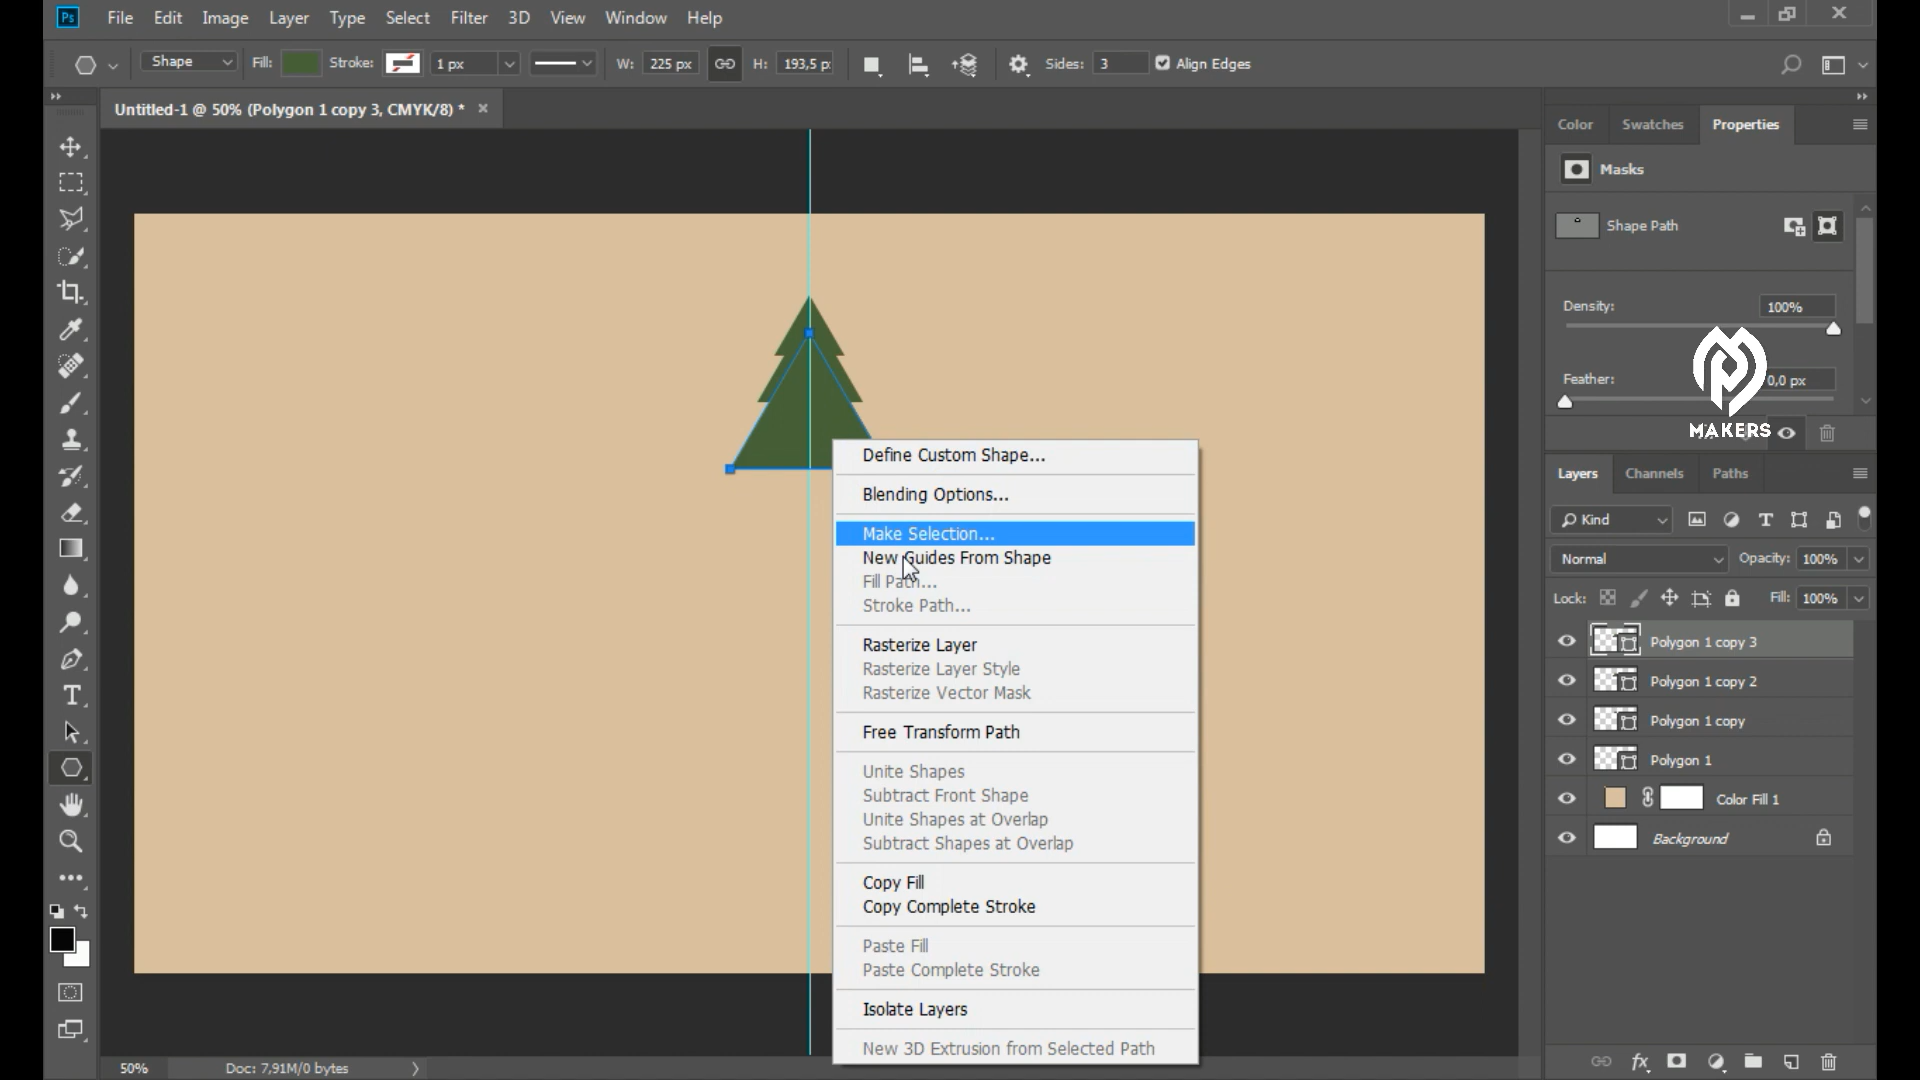 Ps File Edit Image Layer Type Select Filter 3D View Window Help
Shape Fill: Stroke: 1 px W: 225 px H: 193,5 p Sides: 3 Align Edges
Untitled-1 @ 50% (Polygon 1 copy 3, CMYK/8) *
Color Swatches Properties
Masks
Shape Path
Density: 100%
Feather: 0,0 px
MAKERS
Define Custom Shape...
Blending Options...
Make Selection...
New Guides From Shape
Fill Path...
Stroke Path...
Rasterize Layer
Rasterize Layer Style
Rasterize Vector Mask
Free Transform Path
Unite Shapes
Subtract Front Shape
Unite Shapes at Overlap
Subtract Shapes at Overlap
Copy Fill
Copy Complete Stroke
Paste Fill
Paste Complete Stroke
Isolate Layers
New 3D Extrusion from Selected Path
Layers Channels Paths
Kind
Normal Opacity: 100%
Lock: Fill: 100%
Polygon 1 copy 3
Polygon 1 copy 2
Polygon 1 copy
Polygon 1
Color Fill 1
Background
fx
50% Doc: 7,91M/0 bytes